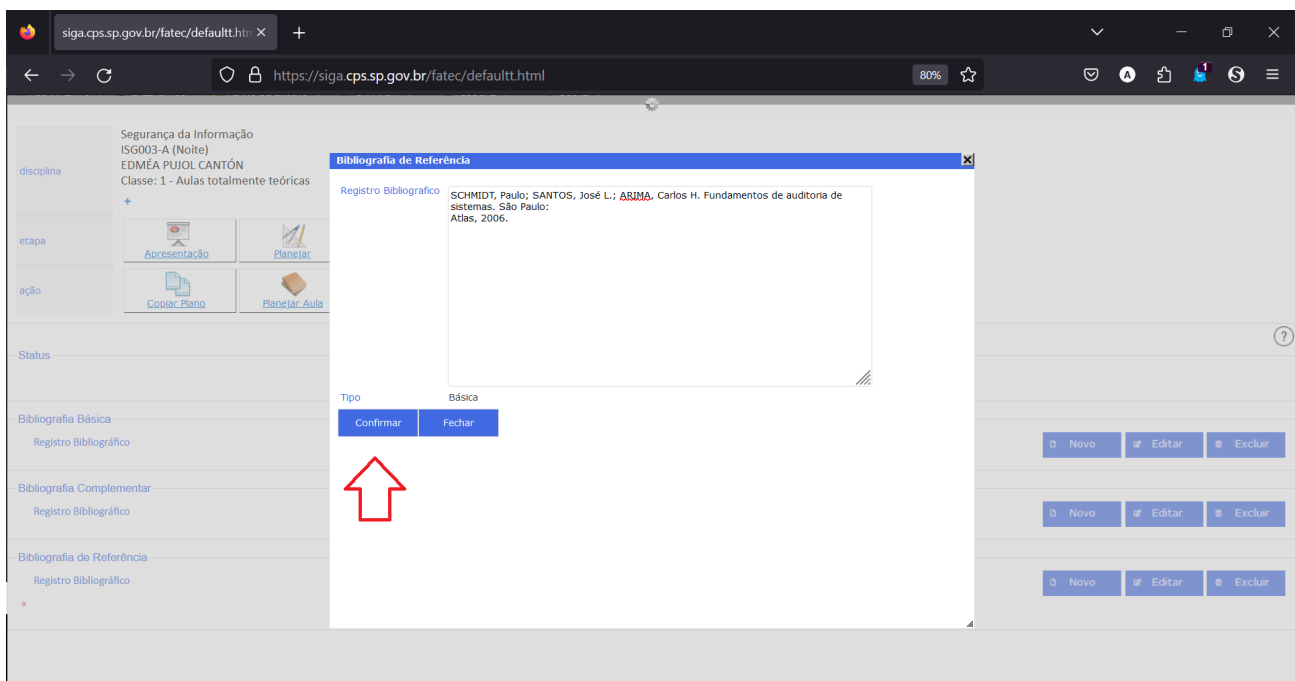 siga.cps.sp.gov.br/fatec/defaultt.htm
https://siga.cps.sp.gov.br/fatec/defaultt.html
80%
A
1
Bibliografia de Referência
X
disciplina
Segurança da Informação
ISG003-A (Noite)
EDMÉA PUJOL CANTÓN
Classe: 1 - Aulas totalmente teóricas
+
Registro Bibliografico
SCHMIDT, Paulo; SANTOS, José L.; ARIMA, Carlos H. Fundamentos de auditoria de
sistemas. São Paulo:
Atlas, 2006.
etapa
Apresentação
Planejar
ação
Copiar Plano
Planejar Aula
?
Status
Tipo
Básica
Confirmar
Fechar
Bibliografia Básica
Registro Bibliográfico
Novo
Editar
Excluir
Bibliografia Complementar
Registro Bibliográfico
Novo
Editar
Excluir
Bibliografia de Referência
Registro Bibliográfico
Novo
Editar
Excluir